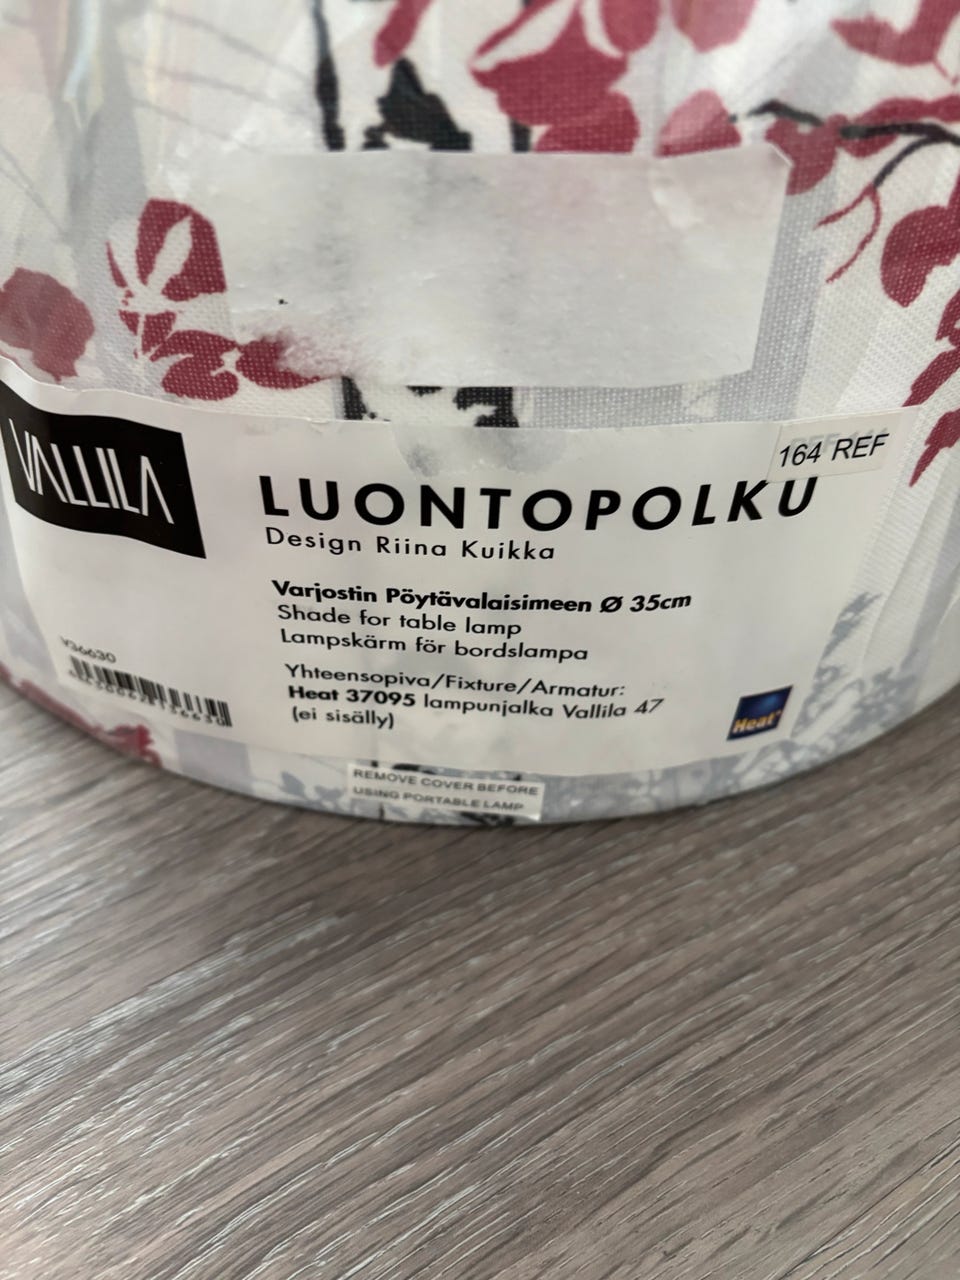 VALLILA
164 REF
LUONTOPOLKU
Design Riina Kuikka
Varjostin Pöytävalaisimeen Ø 35cm
Shade for table lamp
Lampskärm för bordslampa
Yhteensopiva/Fixture/Armatur:
Heat 37095 lampunjalka Vallila 47
(ei sisälly)
V36630
Heat
REMOVE COVER BEFORE
USING PORTABLE LAMP